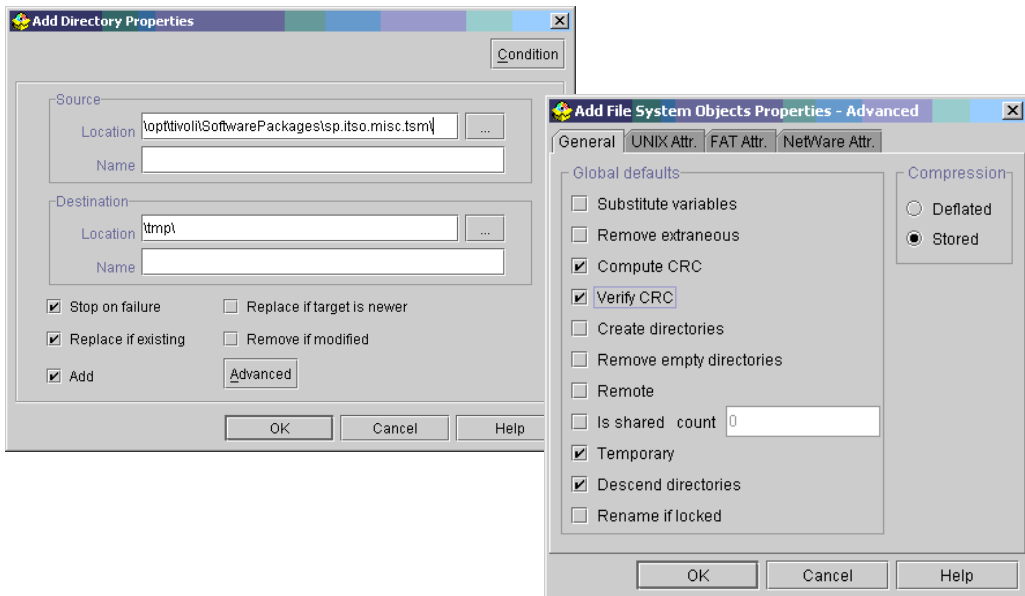 Add Directory Properties
Condition
Source
Location \opt\tivoli\SoftwarePackages\sp.itso.misc.tsm\ ...
Name
Destination
Location \tmp\ ...
Name
Stop on failure Replace if target is newer
Replace if existing Remove if modified
Add Advanced
OK Cancel Help
Add File System Objects Properties - Advanced
General UNIX Attr. FAT Attr. NetWare Attr.
Global defaults
Substitute variables
Remove extraneous
Compute CRC
Verify CRC
Create directories
Remove empty directories
Remote
Is shared count 0
Temporary
Descend directories
Rename if locked
Compression
Deflated
Stored
OK Cancel Help